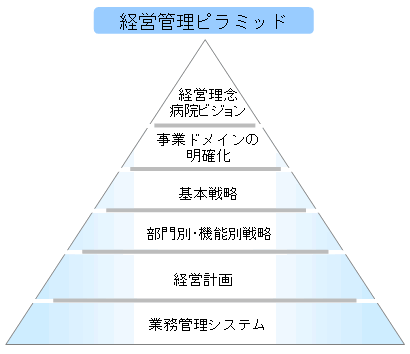 経営管理ピラミッド
経営理念
病院ビジョン
事業ドメインの
明確化
基本戦略
部門別・機能別戦略
経営計画
業務管理システム